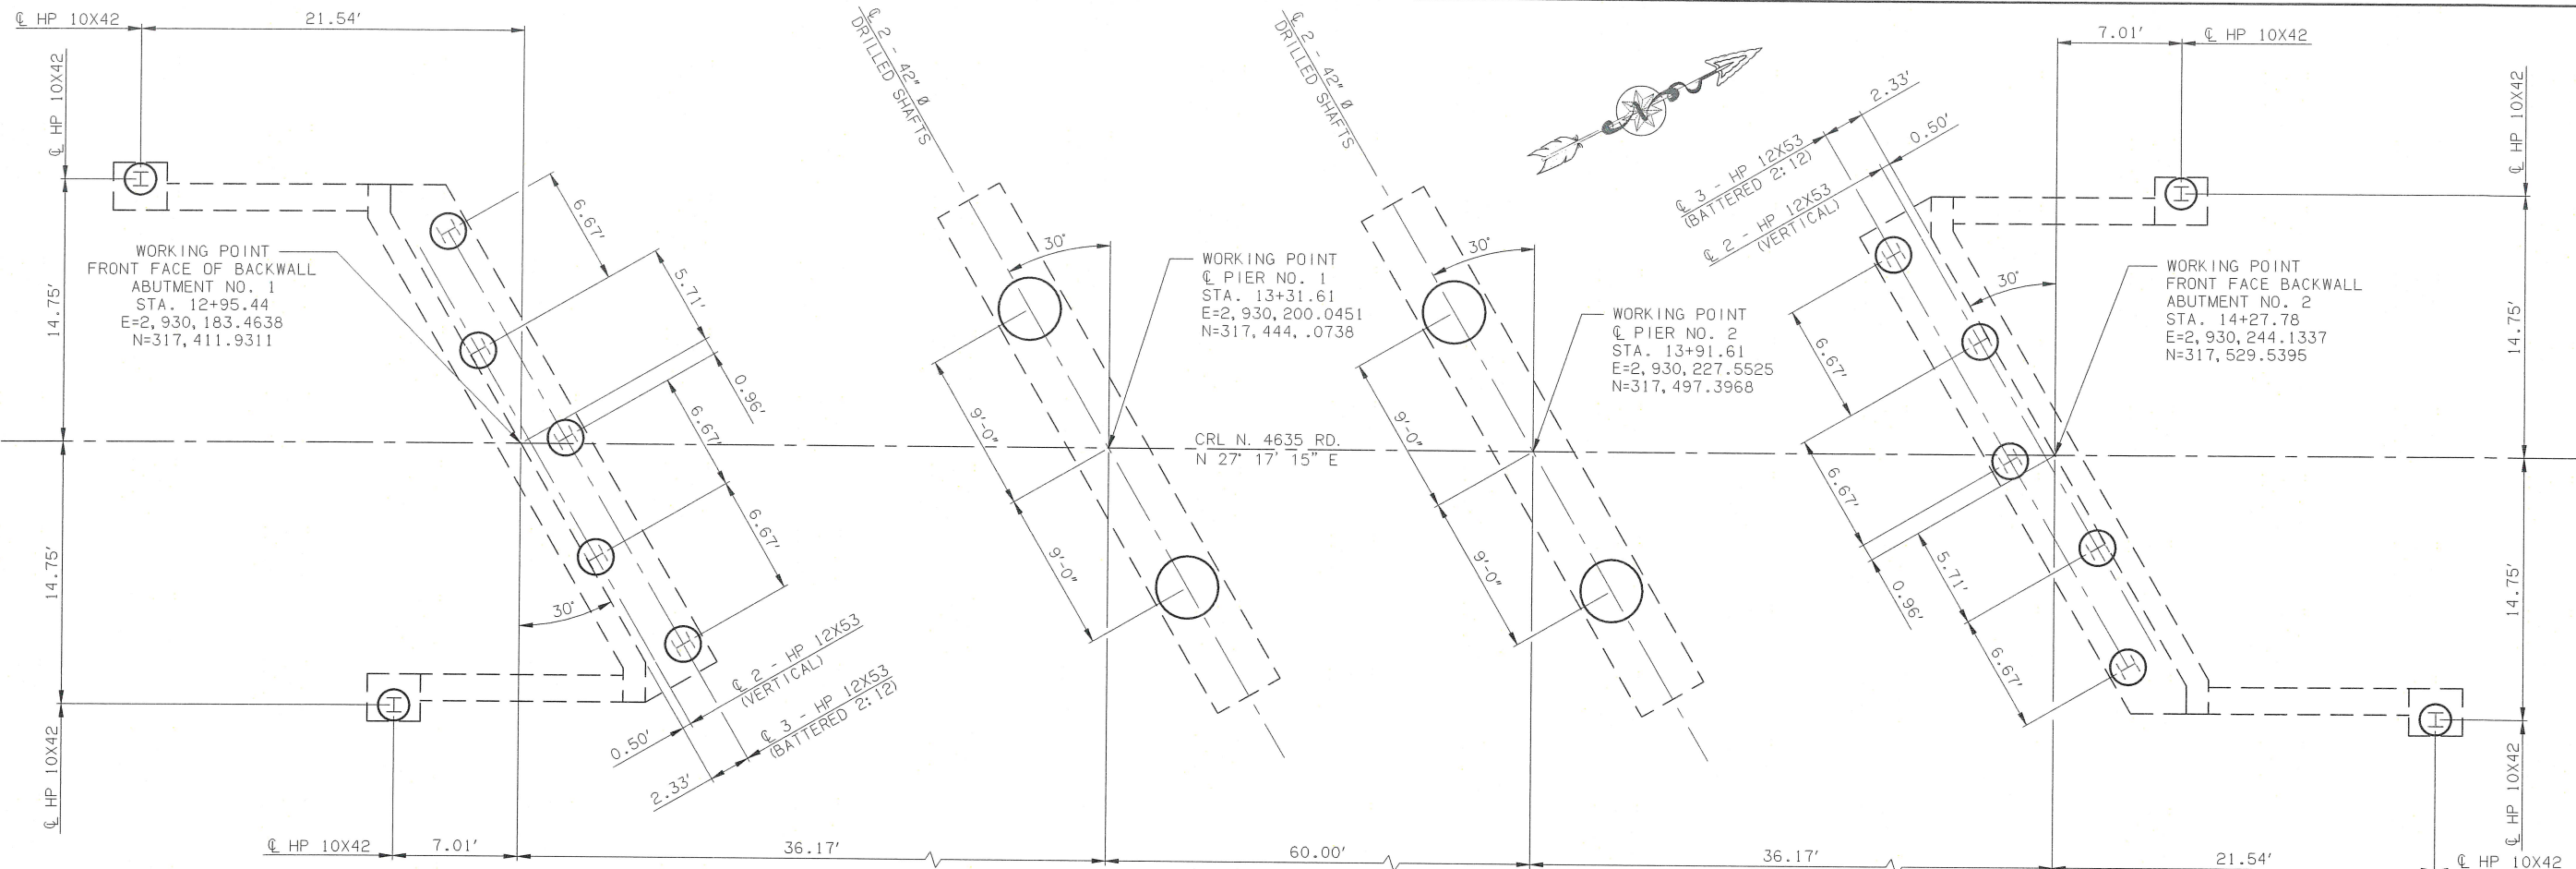 ℄ HP 10X42
21.54'
℄ HP 10X42
14.75'
14.75'
℄ HP 10X42
WORKING POINT
FRONT FACE OF BACKWALL
ABUTMENT NO. 1
STA. 12+95.44
E=2,930,183.4638
N=317,411.9311
6.67'
5.71'
0.96'
6.67'
6.67'
30°
℄ 2 - HP 12X53
(VERTICAL)
℄ 3 - HP 12X53
(BATTERED 2:12)
0.50'
2.33'
℄ HP 10X42
7.01'
36.17'
60.00'
36.17'
21.54'
℄ HP 10X42
℄ 2 - 42" Ø
DRILLED SHAFTS
30°
9'-0"
9'-0"
WORKING POINT
℄ PIER NO. 1
STA. 13+31.61
E=2,930,200.0451
N=317,444,.0738
CRL N. 4635 RD.
N 27° 17' 15" E
℄ 2 - 42" Ø
DRILLED SHAFTS
30°
9'-0"
9'-0"
WORKING POINT
℄ PIER NO. 2
STA. 13+91.61
E=2,930,227.5525
N=317,497.3968
2.33'
0.50'
℄ 3 - HP 12X53
(BATTERED 2:12)
℄ 2 - HP 12X53
(VERTICAL)
30°
6.67'
6.67'
0.96'
5.71'
6.67'
WORKING POINT
FRONT FACE BACKWALL
ABUTMENT NO. 2
STA. 14+27.78
E=2,930,244.1337
N=317,529.5395
7.01'
℄ HP 10X42
℄ HP 10X42
14.75'
14.75'
℄ HP 10X42